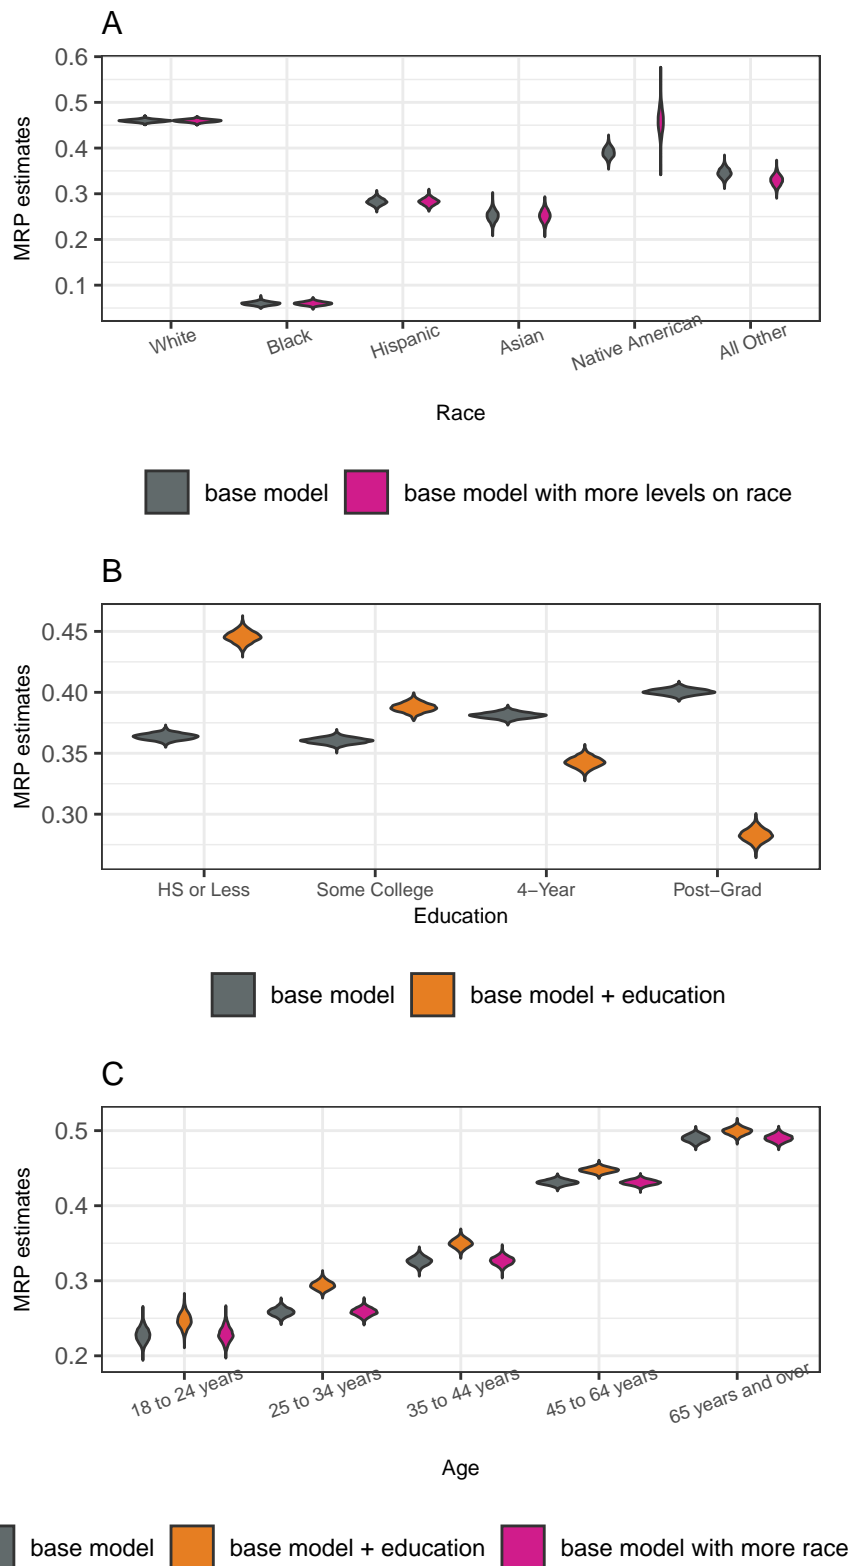 A
MRP estimates
0.6
0.5
0.4
0.3
0.2
0.1
White Black Hispanic Asian Native American All Other
Race
base model base model with more levels on race
B
MRP estimates
0.45
0.40
0.35
0.30
HS or Less Some College 4−Year Post−Grad
Education
base model base model + education
C
MRP estimates
0.5
0.4
0.3
0.2
18 to 24 years 25 to 34 years 35 to 44 years 45 to 64 years 65 years and over
Age
base model base model + education base model with more race